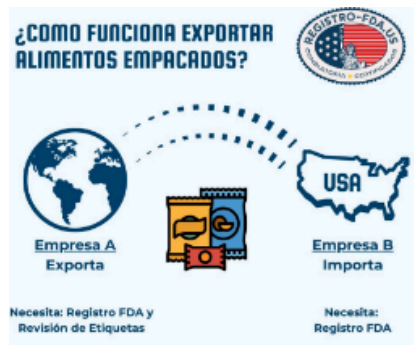 ¿COMO FUNCIONA EXPORTAR
ALIMENTOS EMPACADOS?
REGISTRO-FDA.US
USA
Empresa A
Exporta
Empresa B
Importa
Necesita: Registro FDA y
Revisión de Etiquetas
Necesita:
Registro FDA